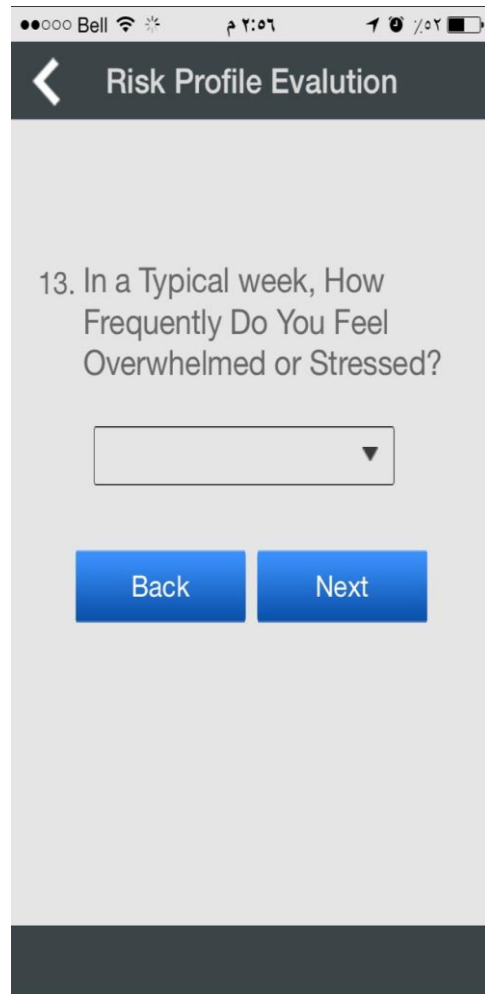 Bell ٢:٥٦ م ٪٥٢
Risk Profile Evalution
13. In a Typical week, How
Frequently Do You Feel
Overwhelmed or Stressed?
Back Next